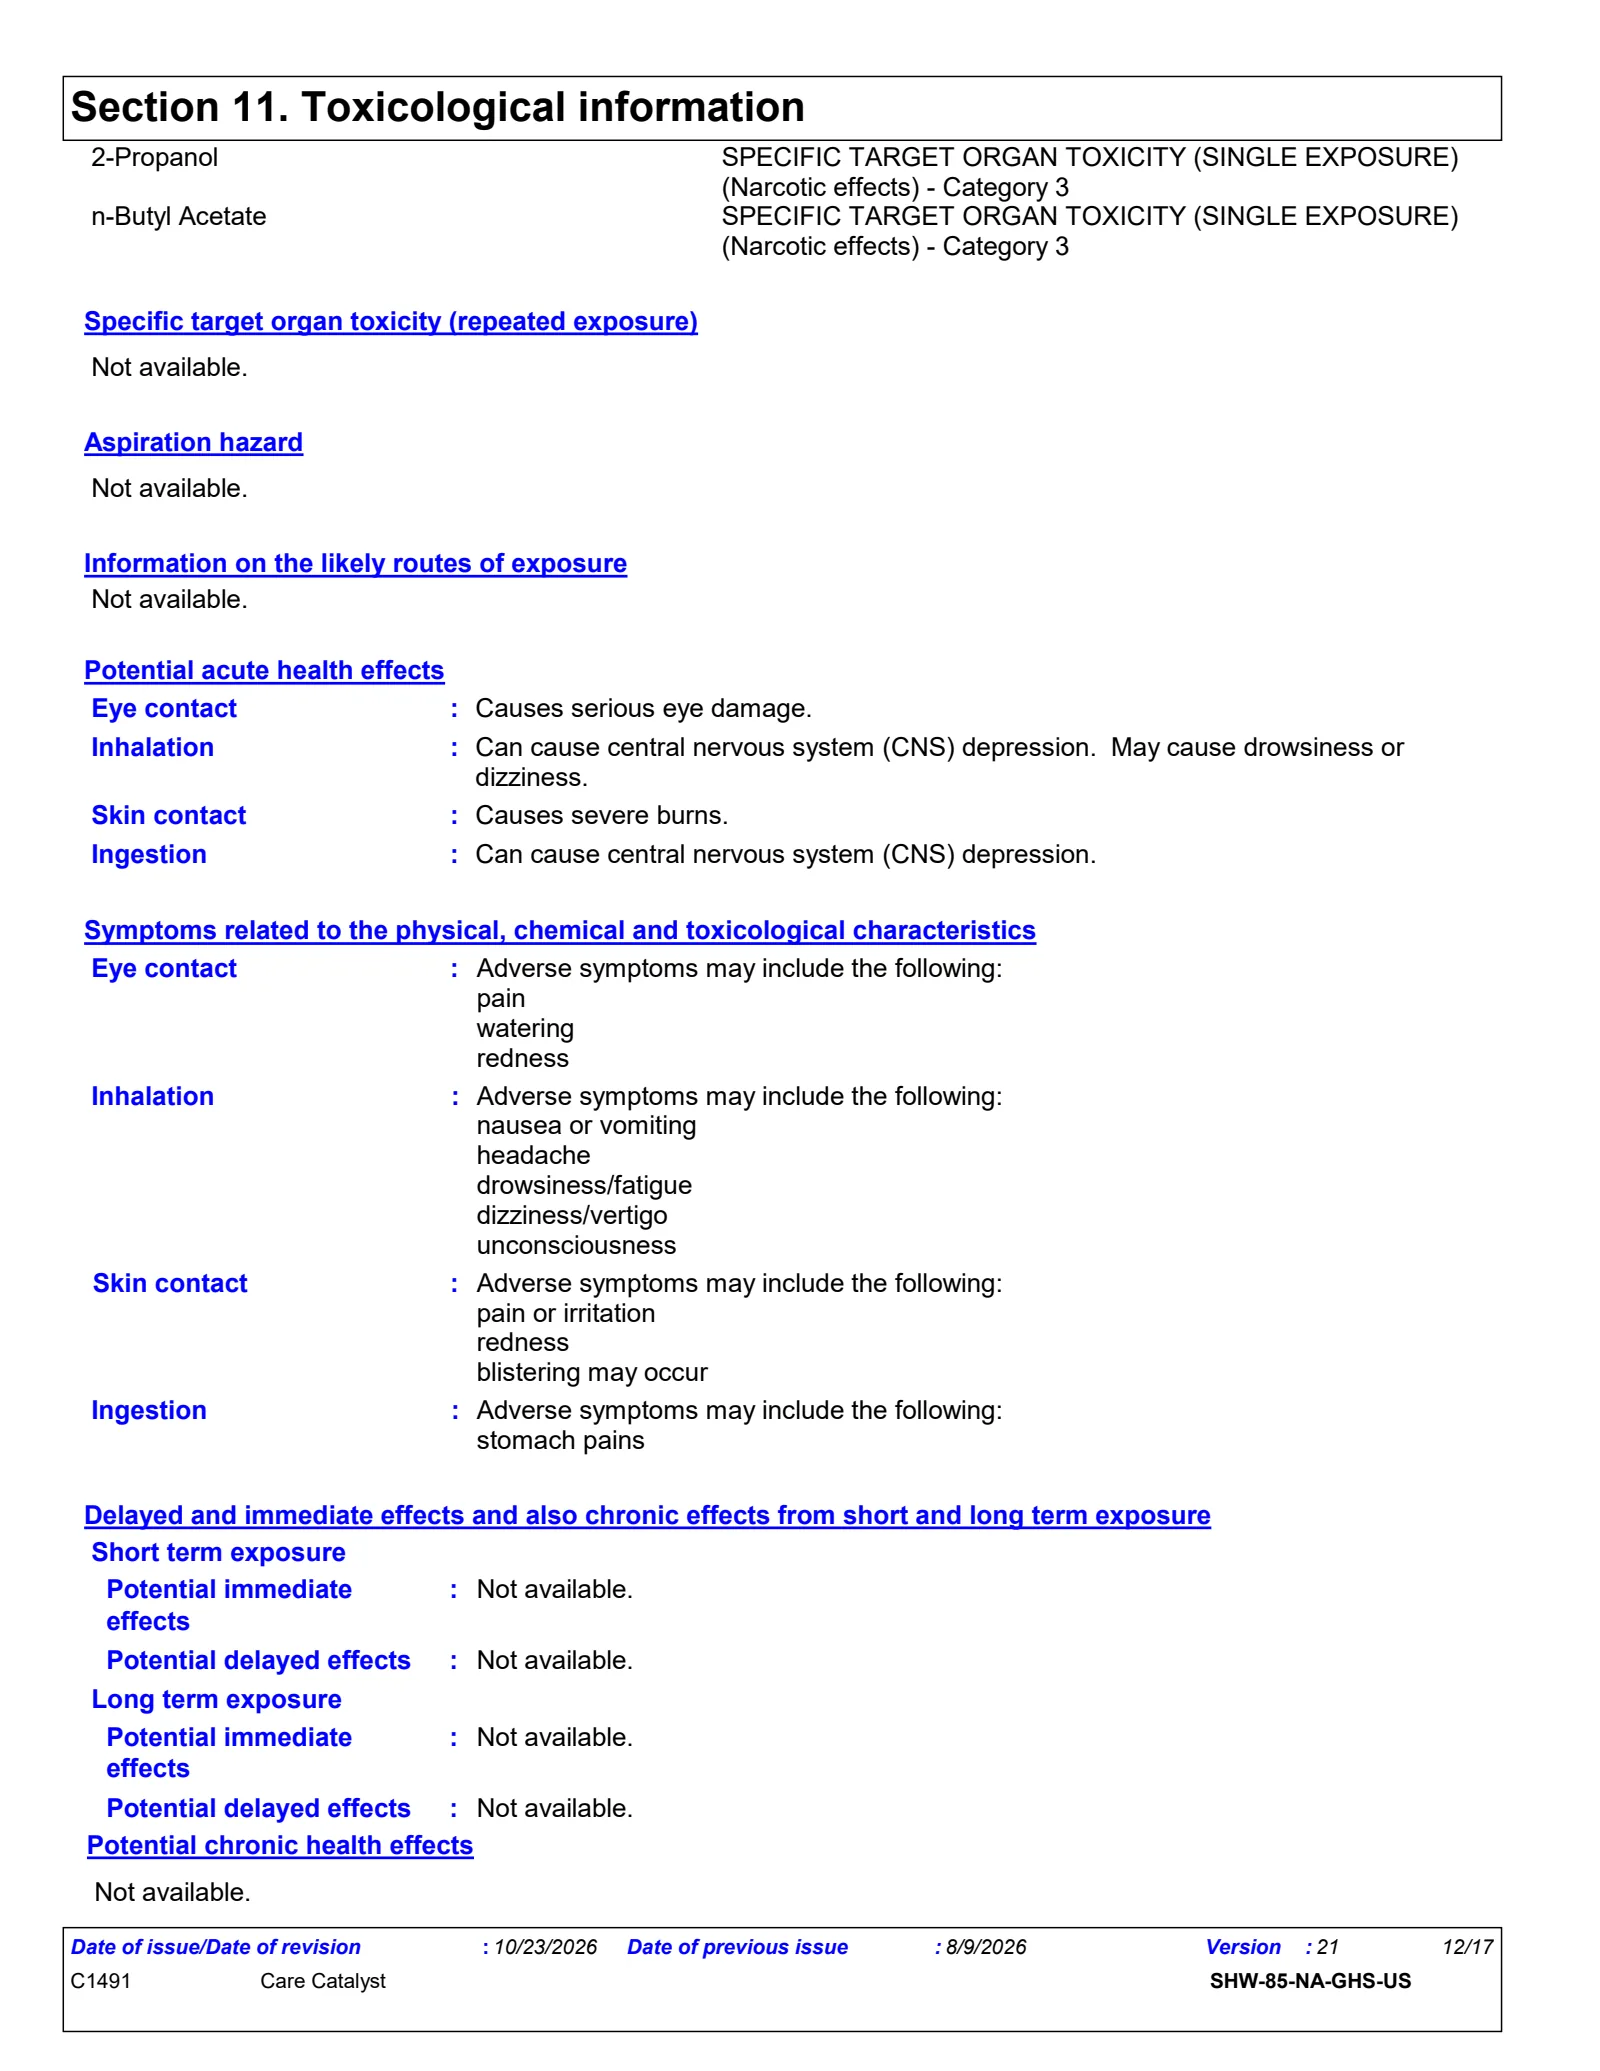 Section 11. Toxicological information
2-Propanol SPECIFIC TARGET ORGAN TOXICITY (SINGLE EXPOSURE)
(Narcotic effects) - Category 3
n-Butyl Acetate SPECIFIC TARGET ORGAN TOXICITY (SINGLE EXPOSURE)
(Narcotic effects) - Category 3
Specific target organ toxicity (repeated exposure)
Not available.
Aspiration hazard
Not available.
Information on the likely routes of exposure
Not available.
Potential acute health effects
Eye contact : Causes serious eye damage.
Inhalation : Can cause central nervous system (CNS) depression.  May cause drowsiness or
dizziness.
Skin contact : Causes severe burns.
Ingestion : Can cause central nervous system (CNS) depression.
Symptoms related to the physical, chemical and toxicological characteristics
Eye contact : Adverse symptoms may include the following:
pain
watering
redness
Inhalation : Adverse symptoms may include the following:
nausea or vomiting
headache
drowsiness/fatigue
dizziness/vertigo
unconsciousness
Skin contact : Adverse symptoms may include the following:
pain or irritation
redness
blistering may occur
Ingestion : Adverse symptoms may include the following:
stomach pains
Delayed and immediate effects and also chronic effects from short and long term exposure
Short term exposure
Potential immediate : Not available.
effects
Potential delayed effects : Not available.
Long term exposure
Potential immediate : Not available.
effects
Potential delayed effects : Not available.
Potential chronic health effects
Not available.
Date of issue/Date of revision : 10/23/2026 Date of previous issue : 8/9/2026 Version : 21 12/17
C1491 Care Catalyst SHW-85-NA-GHS-US